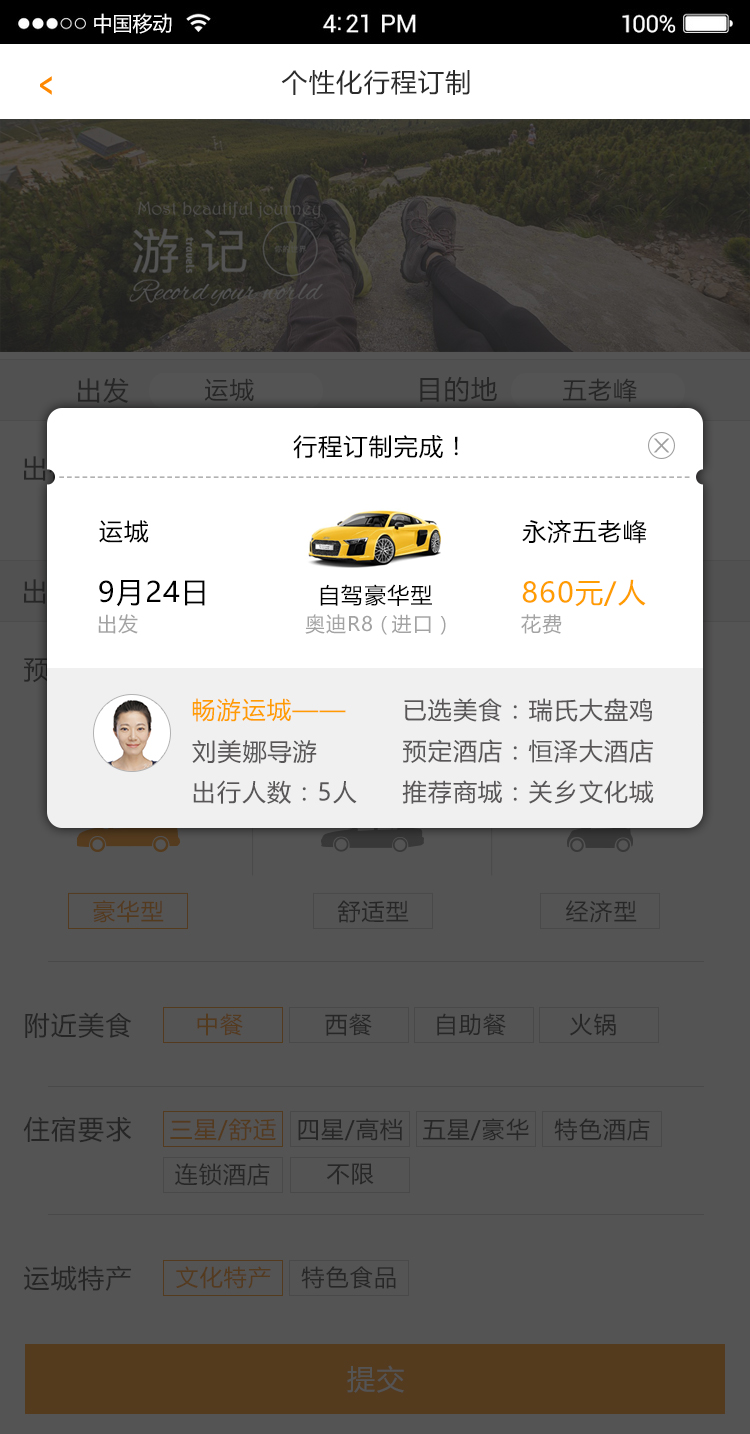 中国移动 4:21 PM 100%
< 个性化行程订制
Most beautiful journey
游记
travels
Record your world
出发 运城 目的地 五老峰
行程订制完成！
出
运城 永济五老峰
9月24日 自驾豪华型 860元/人
出发 奥迪R8（进口） 花费
出
预
畅游运城—— 已选美食：瑞氏大盘鸡
刘美娜导游 预定酒店：恒泽大酒店
出行人数：5人 推荐商城：关乡文化城
豪华型 舒适型 经济型
附近美食 中餐 西餐 自助餐 火锅
住宿要求 三星/舒适 四星/高档 五星/豪华 特色酒店
连锁酒店 不限
运城特产 文化特产 特色食品
提交